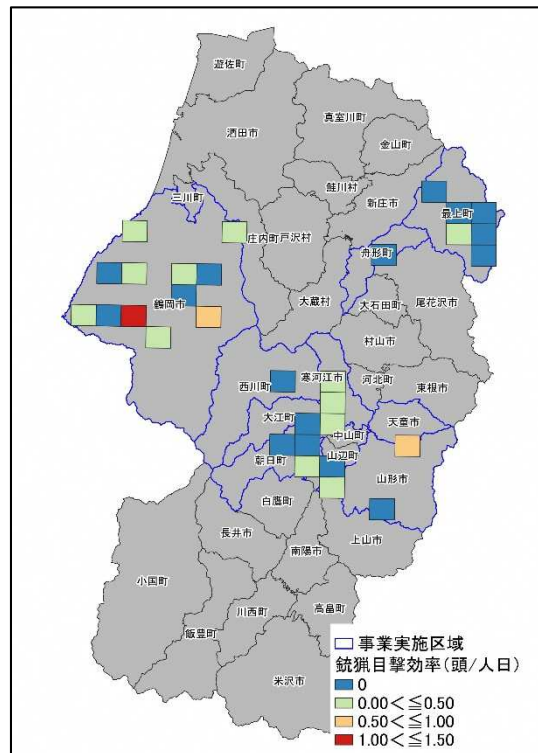 遊佐町
真室川町
酒田市
金山町
鮭川村
三川町
新庄市
最上町
庄内町
戸沢村
舟形町
鶴岡市
大蔵村
大石田町
尾花沢市
村山市
西川町
寒河江市
河北町
東根市
大江町
天童市
中山町
朝日町
山辺町
山形市
白鷹町
長井市
上山市
南陽市
小国町
川西町
高畠町
飯豊町
米沢市
事業実施区域
銃猟目撃効率(頭/人日)
0
0.00<≦0.50
0.50<≦1.00
1.00<≦1.50